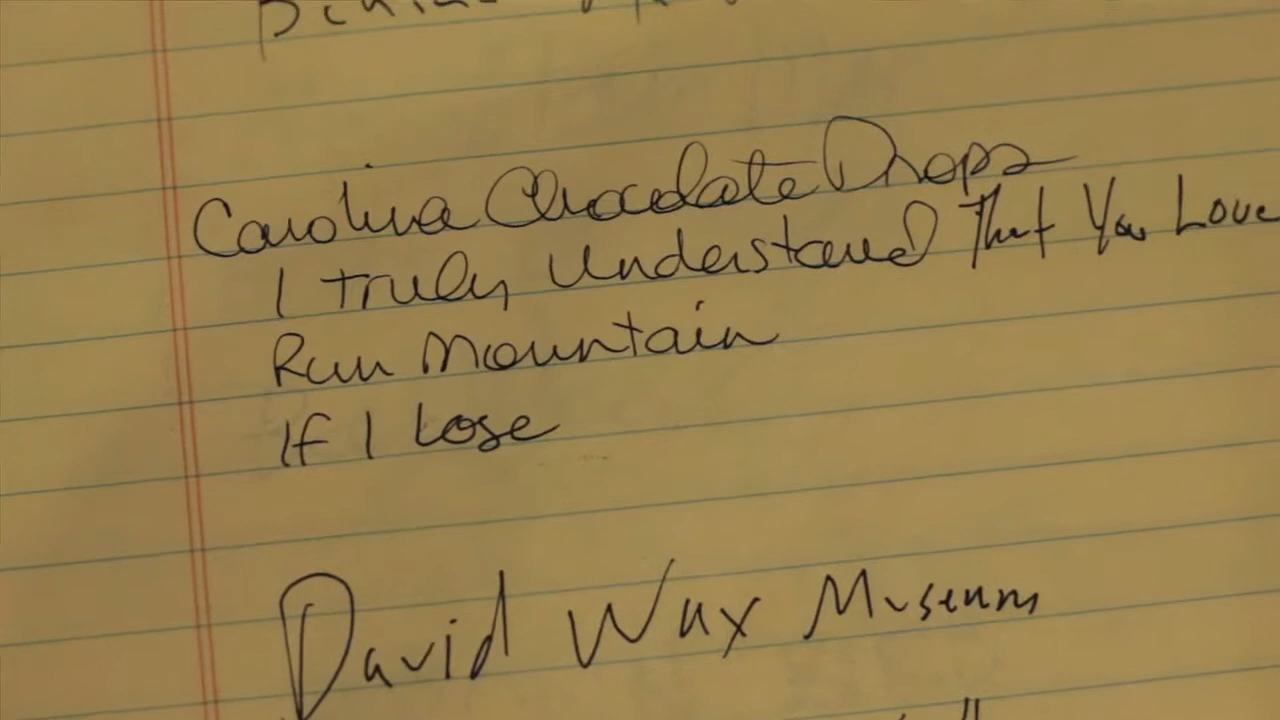 Carolina Chocolate Drops
I Truly Understand That You Love
Run Mountain
If I Lose
David Wax Museum